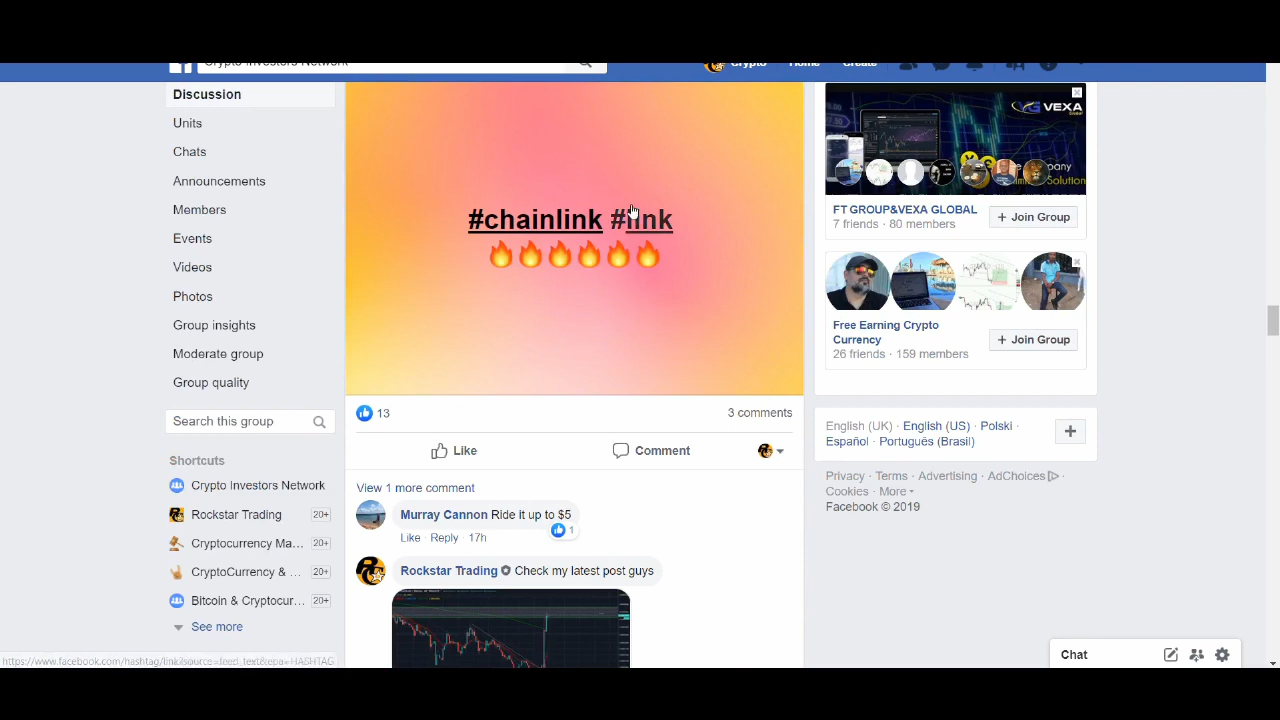 Crypto Investors Network
Crypto
Home
Create
Discussion
Units
Chats
Announcements
Members
Events
Videos
Photos
Group insights
Moderate group
Group quality
Search this group
Shortcuts
Crypto Investors Network
Rockstar Trading 20+
Cryptocurrency Ma... 20+
CryptoCurrency & ... 20+
Bitcoin & Cryptocur... 20+
See more
#chainlink #link
🔥🔥🔥🔥🔥🔥
13
3 comments
Like
Comment
View 1 more comment
Murray Cannon Ride it up to $5
1
Like · Reply · 17h
Rockstar Trading Check my latest post guys
VEXA
Global
Solution
FT GROUP&VEXA GLOBAL
7 friends · 80 members
+ Join Group
Free Earning Crypto
Currency
26 friends · 159 members
+ Join Group
English (UK) · English (US) · Polski ·
Español · Português (Brasil)
Privacy · Terms · Advertising · AdChoices ·
Cookies · More
Facebook © 2019
Chat